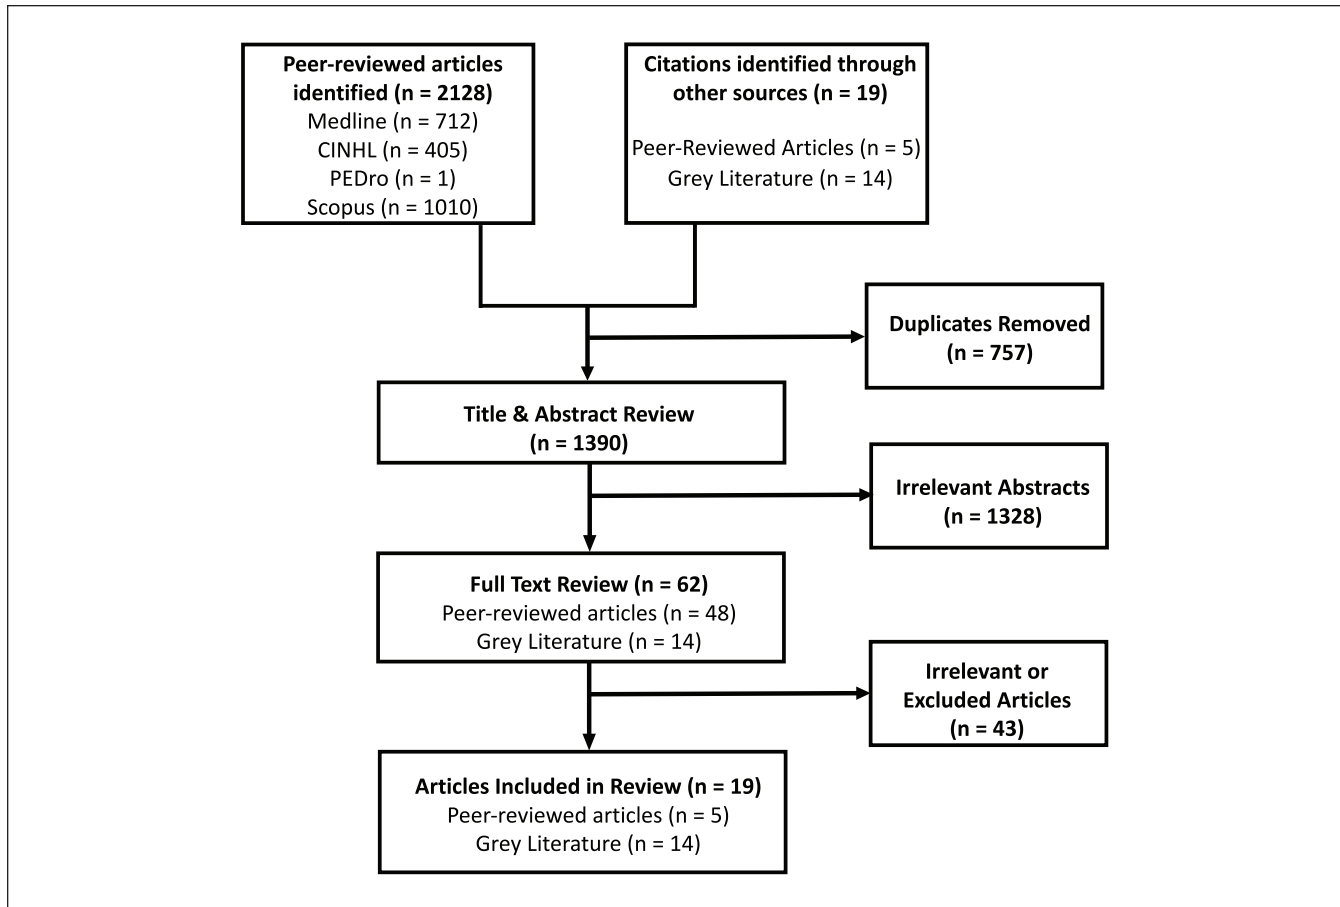 Peer-reviewed articles
identified (n = 2128)
Medline (n = 712)
CINHL (n = 405)
PEDro (n = 1)
Scopus (n = 1010)
Citations identified through
other sources (n = 19)
Peer-Reviewed Articles (n = 5)
Grey Literature (n = 14)
Duplicates Removed
(n = 757)
Title & Abstract Review
(n = 1390)
Irrelevant Abstracts
(n = 1328)
Full Text Review (n = 62)
Peer-reviewed articles (n = 48)
Grey Literature (n = 14)
Irrelevant or
Excluded Articles
(n = 43)
Articles Included in Review (n = 19)
Peer-reviewed articles (n = 5)
Grey Literature (n = 14)